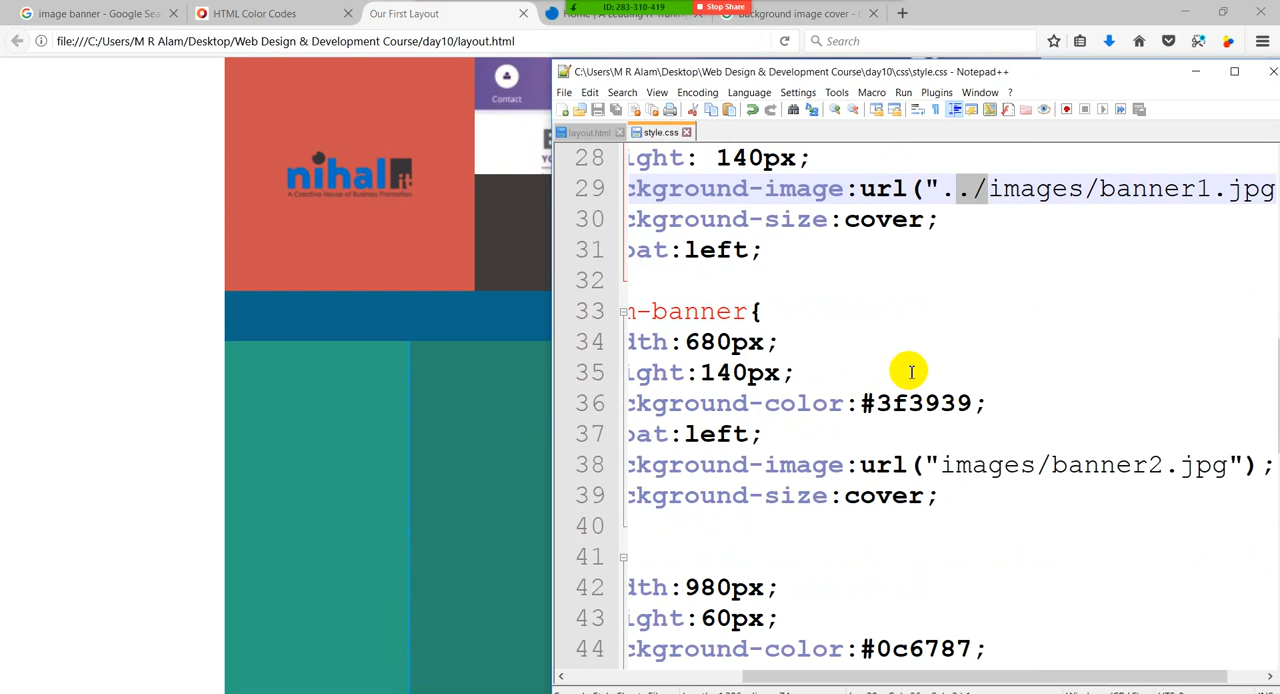 ID: 283-310-419
Stop Share
image banner - Google Sea
HTML Color Codes
Our First Layout
Home | A Leading IT Trainin
background image cover - G
file:///C:/Users/M R Alam/Desktop/Web Design & Development Course/day10/layout.html
Search
C:\Users\M R Alam\Desktop\Web Design & Development Course\day10\css\style.css - Notepad++
File Edit Search View Encoding Language Settings Tools Macro Run Plugins Window ?
layout.html style.css
Contact
nihal it
A Creative House of Business Promotion
28 ight: 140px;
29 ckground-image:url("../images/banner1.jpg
30 ckground-size:cover;
31 oat:left;
32
33 m-banner{
34 dth:680px;
35 ight:140px;
36 ckground-color:#3f3939;
37 oat:left;
38 ckground-image:url("images/banner2.jpg");
39 ckground-size:cover;
40
41
42 dth:980px;
43 ight:60px;
44 ckground-color:#0c6787;